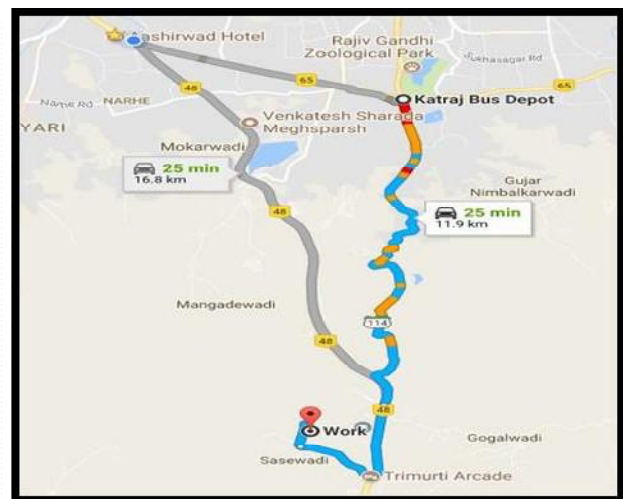 Aashirwad Hotel
Rajiv Gandhi
Zoological Park
Sukhasagar Rd
65
65
Katraj Bus Depot
48
Narhe Rd
NARHE
YARI
Venkatesh Sharada
Meghsparsh
Mokarwadi
25 min
16.8 km
Gujar
Nimbalkarwadi
25 min
11.9 km
48
Mangadewadi
114
48
48
Work
Gogalwadi
Sasewadi
Trimurti Arcade